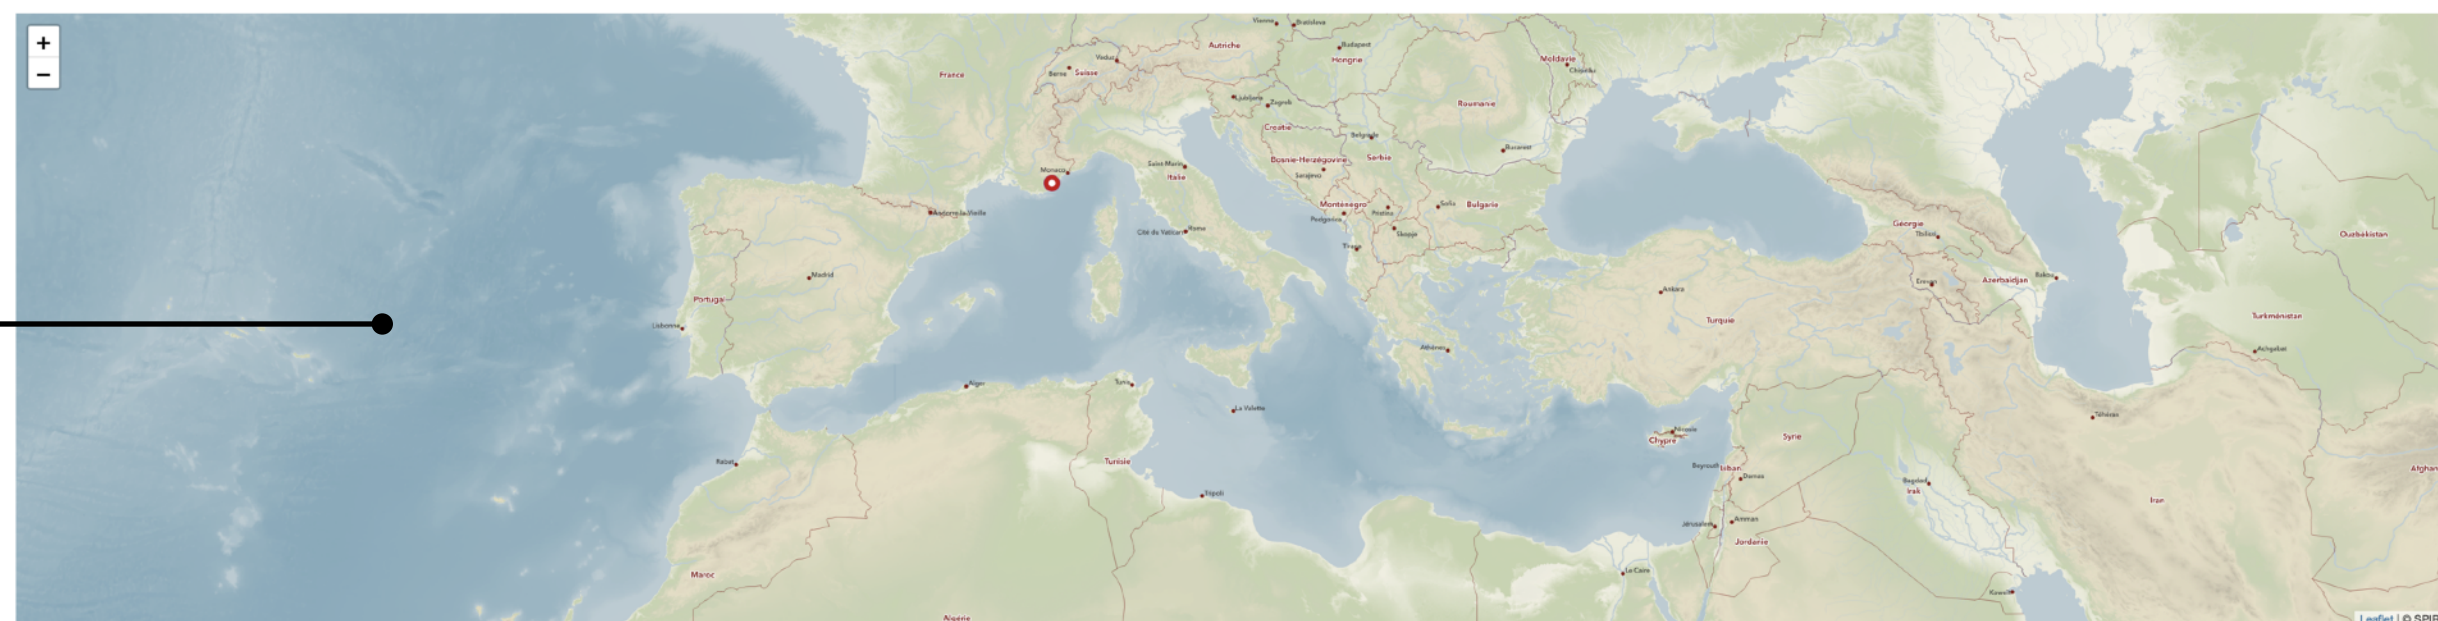 +
−
Vienne
Bratislava
Autriche
Budapest
Hongrie
Vaduz
Berne
Suisse
France
Moldavie
Chișinău
Ljubljana
Zagreb
Roumanie
Croatie
Belgrade
Bucarest
Saint-Marin
Italie
Bosnie-Herzégovine
Serbie
Sarajevo
Monaco
Monténégro
Podgorica
Pristina
Sofia
Bulgarie
Andorre-la-Vieille
Cité du Vatican
Rome
Skopje
Géorgie
Tbilissi
Ouzbékistan
Madrid
Portugal
Lisbonne
Ankara
Turquie
Erevan
Azerbaïdjan
Bakou
Turkménistan
Achgabat
Athènes
Alger
Tunis
La Valette
Téhéran
Nicosie
Chypre
Syrie
Rabat
Tunisie
Beyrouth
Liban
Damas
Bagdad
Irak
Afghan
Tripoli
Iran
Jérusalem
Amman
Jordanie
Maroc
Le Caire
Koweït
Algérie
Leaflet | © SPIP